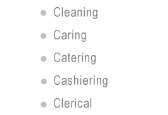 • Cleaning
• Caring
• Catering
• Cashiering
• Clerical